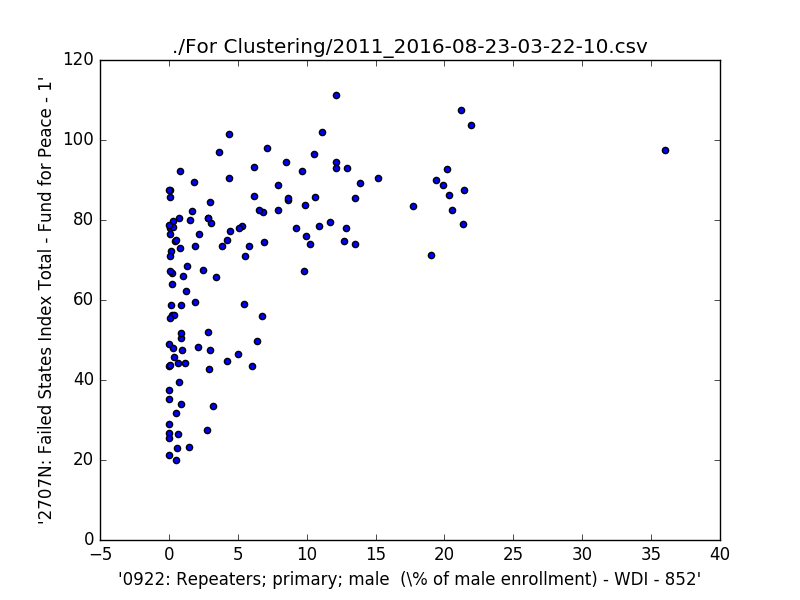 ./For Clustering/2011_2016-08-23-03-22-10.csv
120
100
80
60
40
20
0
'2707N: Failed States Index Total - Fund for Peace - 1'
−5 0 5 10 15 20 25 30 35 40
'0922: Repeaters; primary; male  (\% of male enrollment) - WDI - 852'